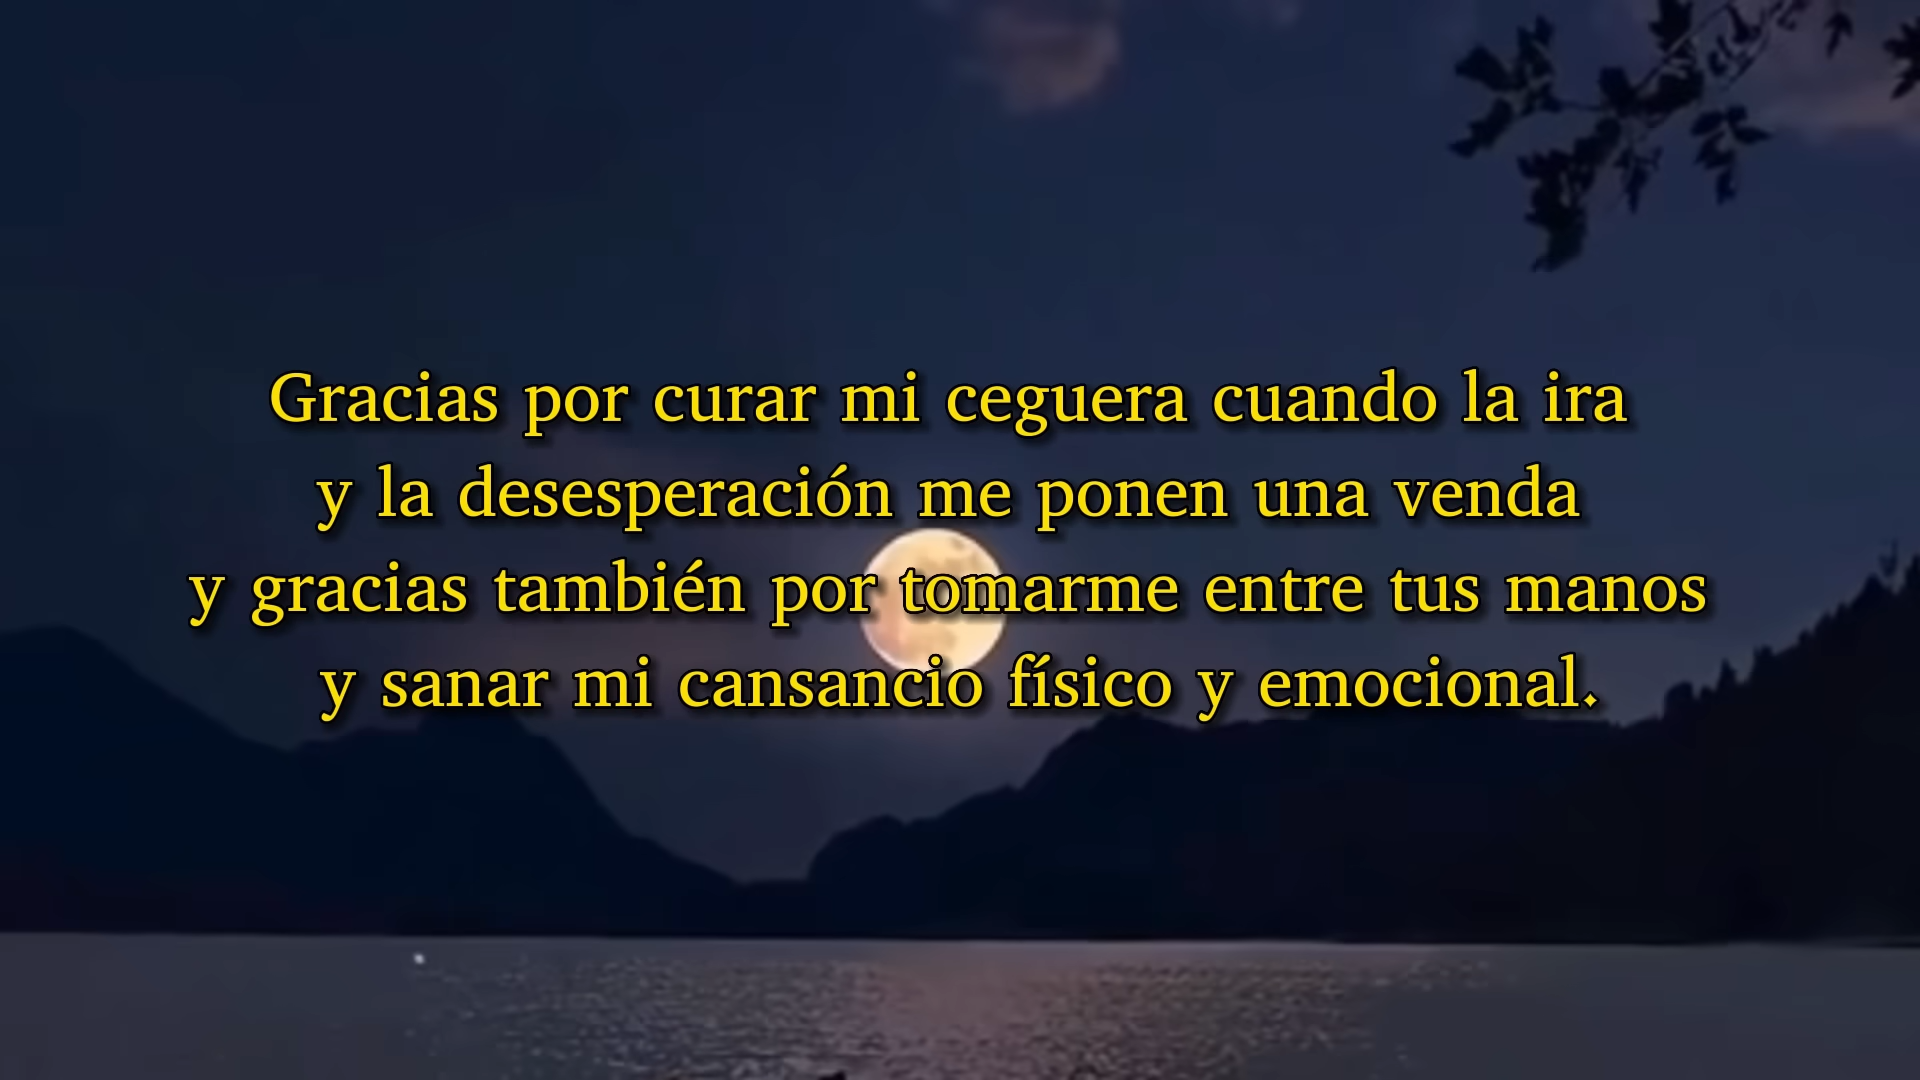 Gracias por curar mi ceguera cuando la ira
y la desesperación me ponen una venda
y gracias también por tomarme entre tus manos
y sanar mi cansancio físico y emocional.